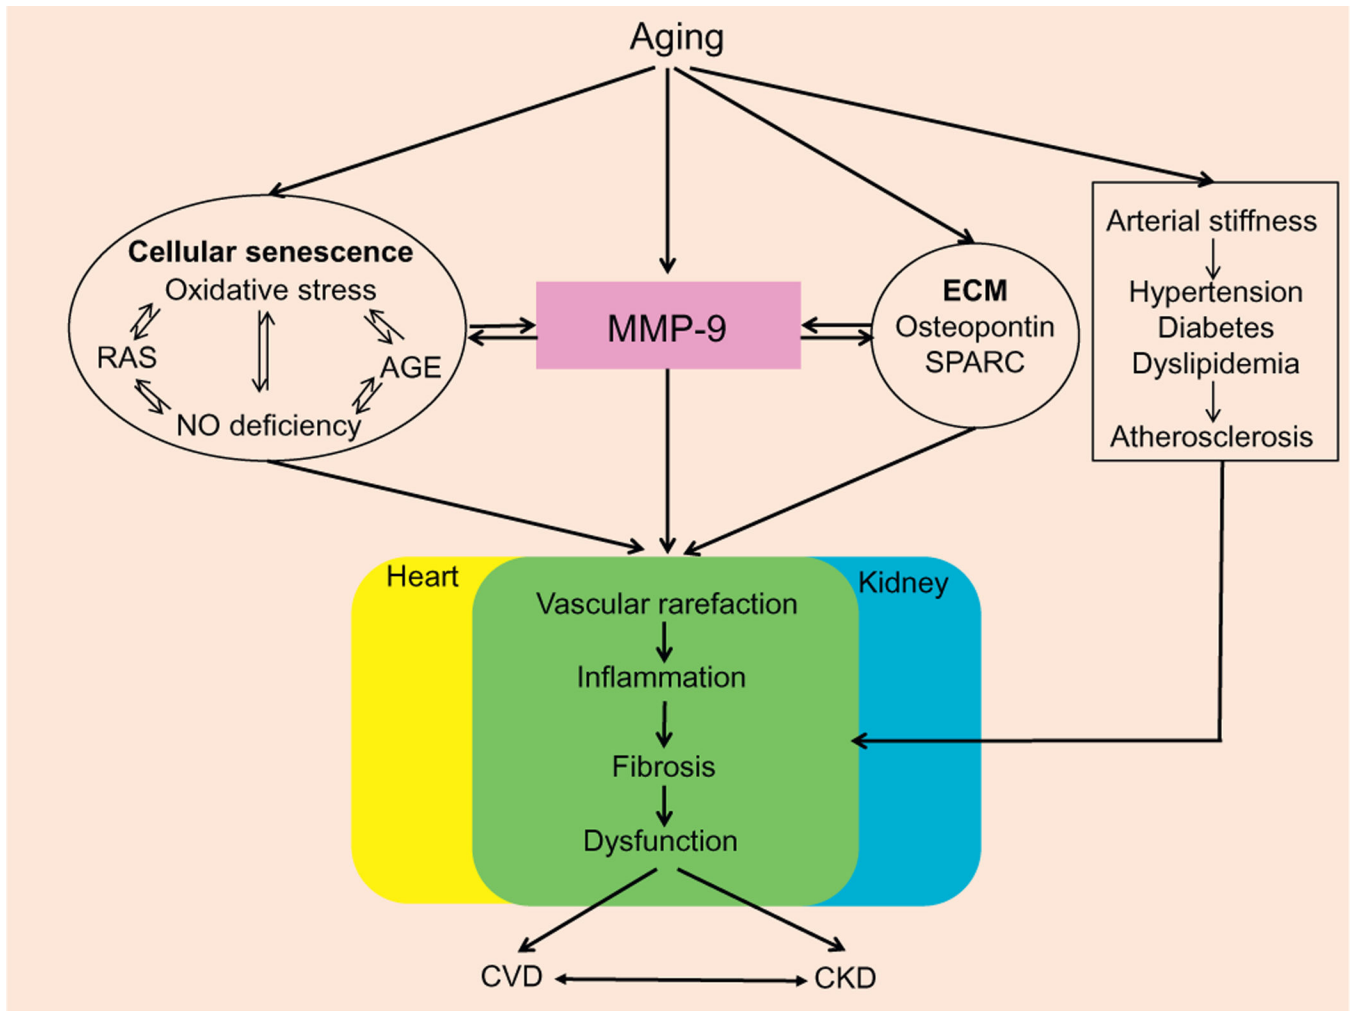 Aging
Cellular senescence
Oxidative stress
RAS
AGE
NO deficiency
MMP-9
ECM
Osteopontin
SPARC
Arterial stiffness
Hypertension
Diabetes
Dyslipidemia
Atherosclerosis
Heart
Kidney
Vascular rarefaction
Inflammation
Fibrosis
Dysfunction
CVD
CKD